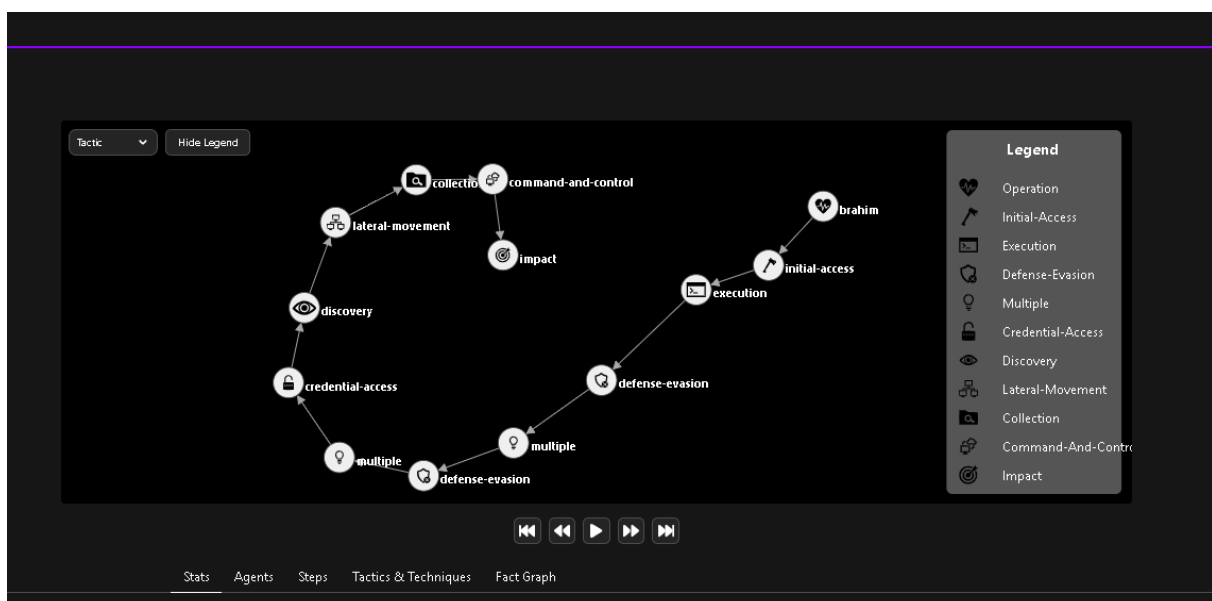 Tactic
Hide Legend
collectio
command-and-control
brahim
lateral-movement
impact
initial-access
execution
discovery
credential-access
defense-evasion
multiple
multiple
defense-evasion
Legend
Operation
Initial-Access
Execution
Defense-Evasion
Multiple
Credential-Access
Discovery
Lateral-Movement
Collection
Command-And-Contro
Impact
Stats Agents Steps Tactics & Techniques Fact Graph